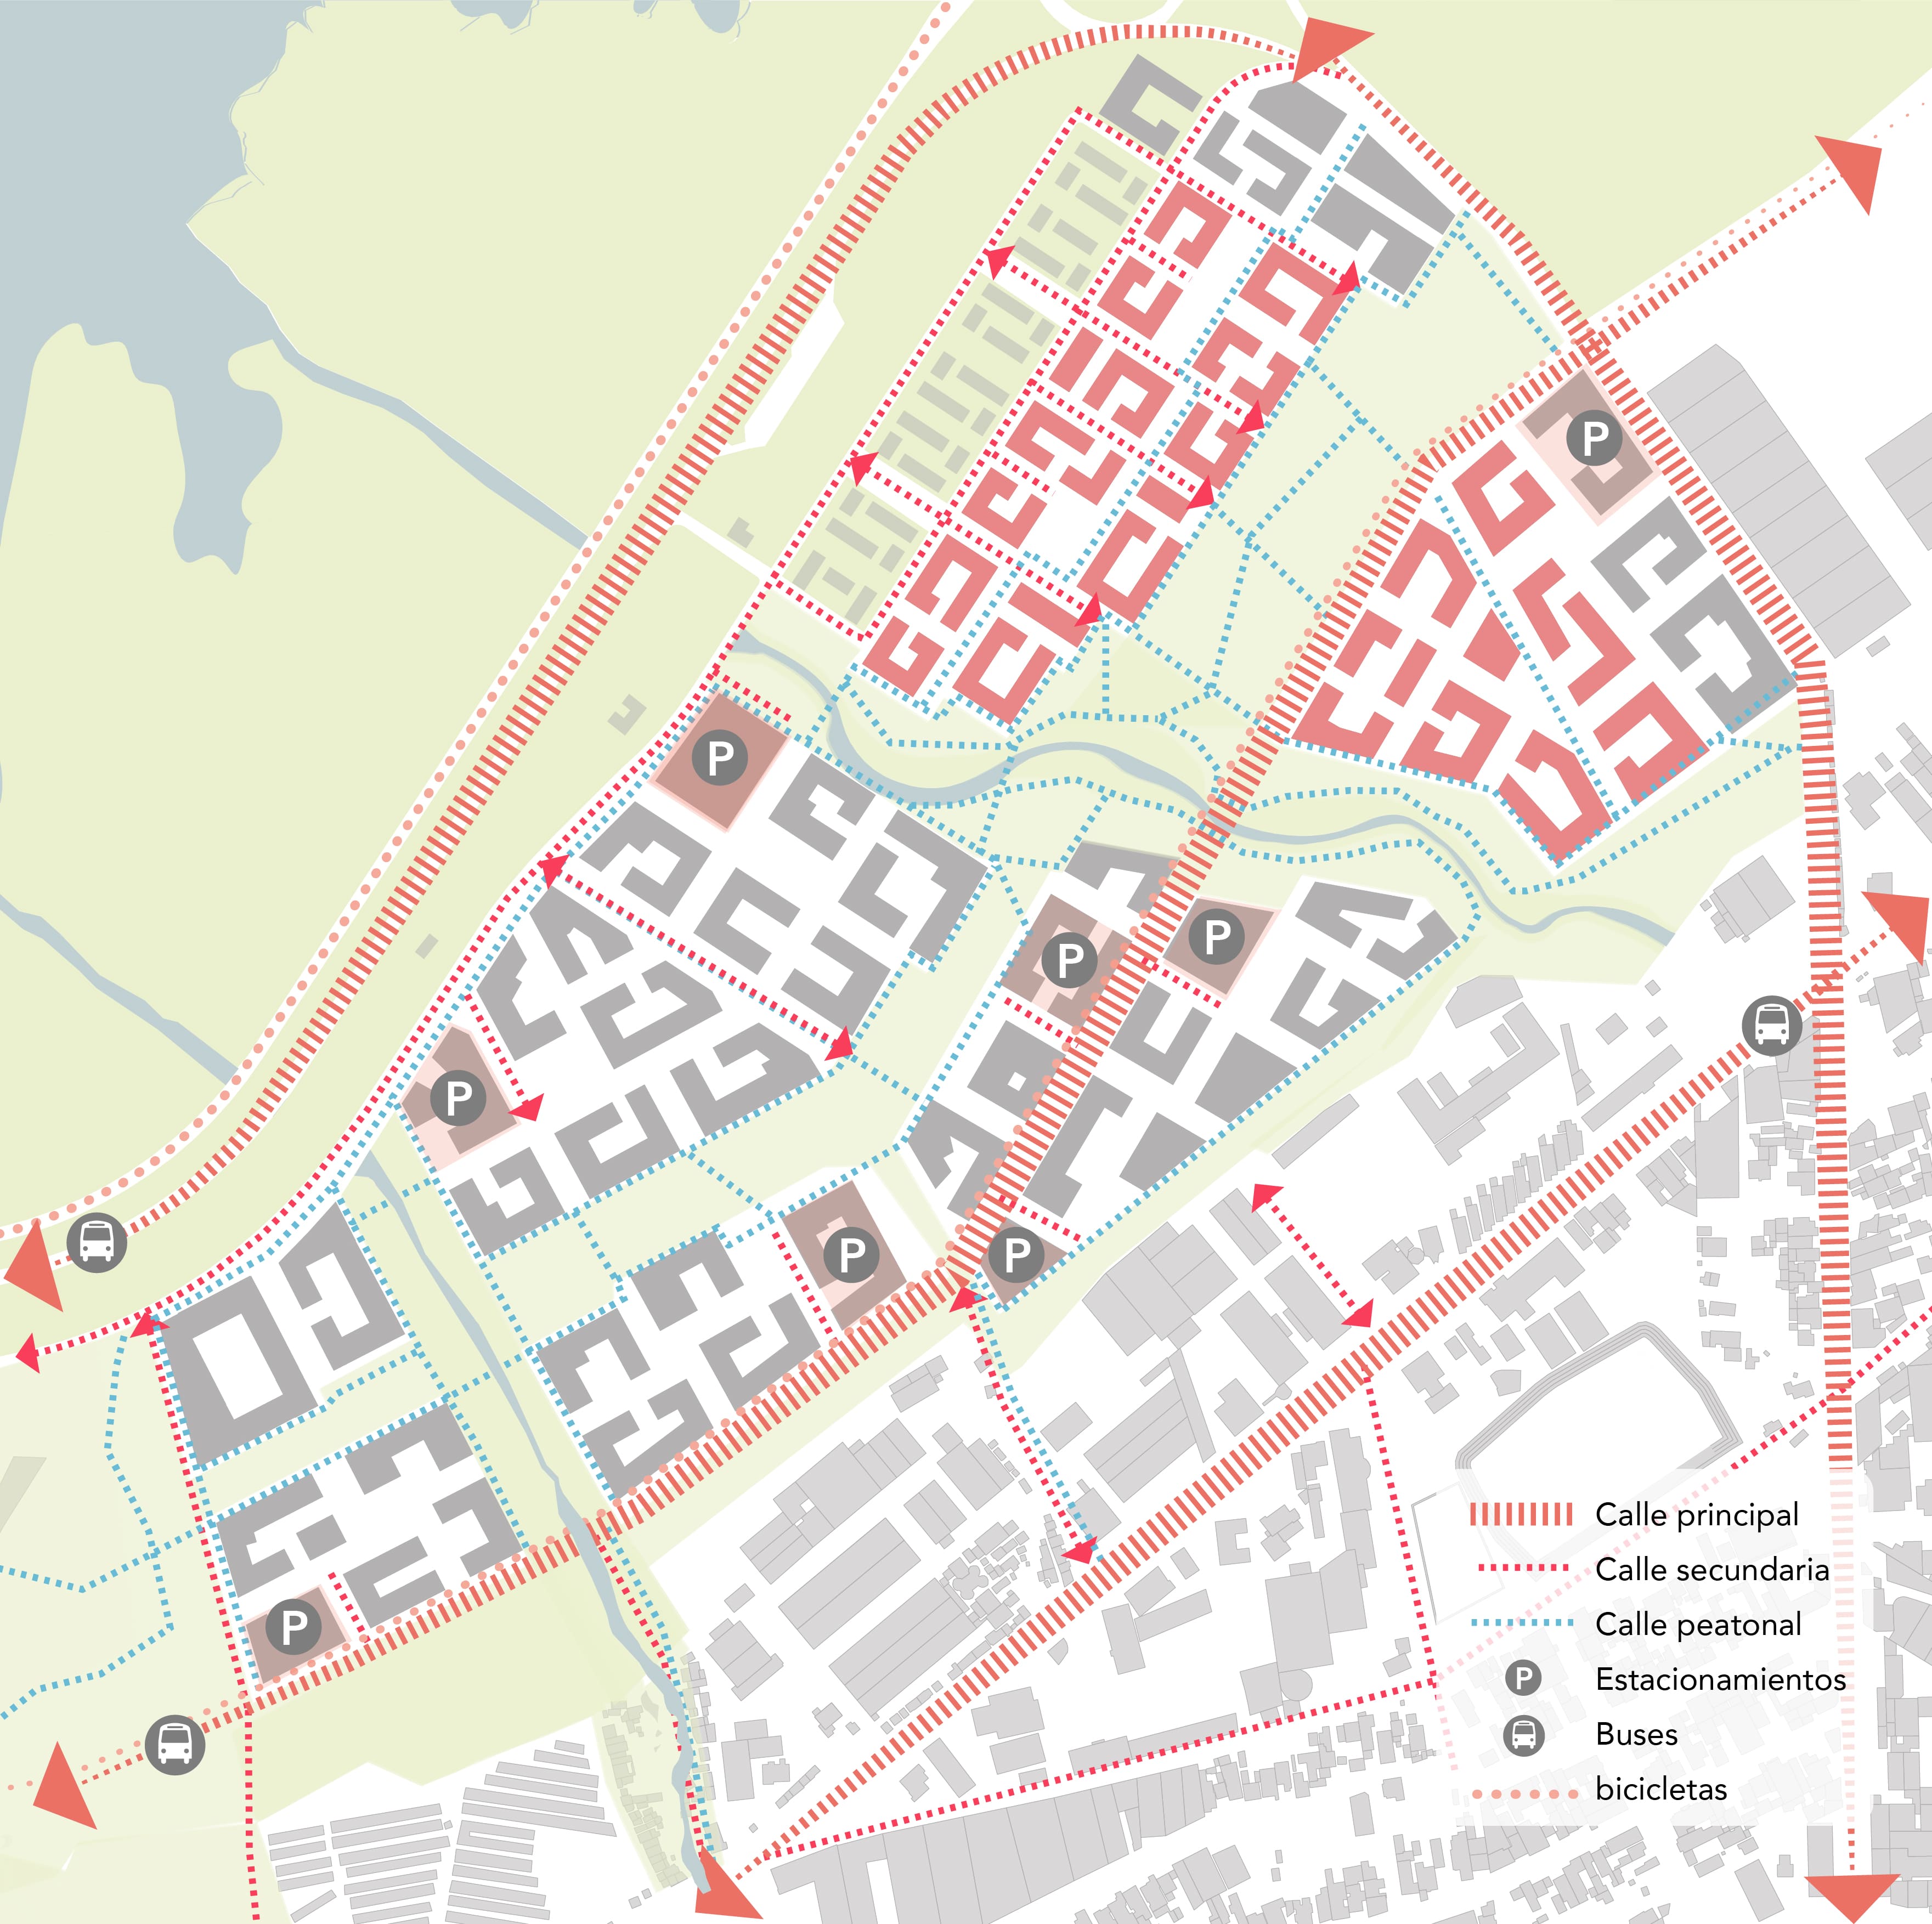 P
P
P
P
P
P
P
P
Calle principal
Calle secundaria
Calle peatonal
P Estacionamientos
Buses
bicicletas